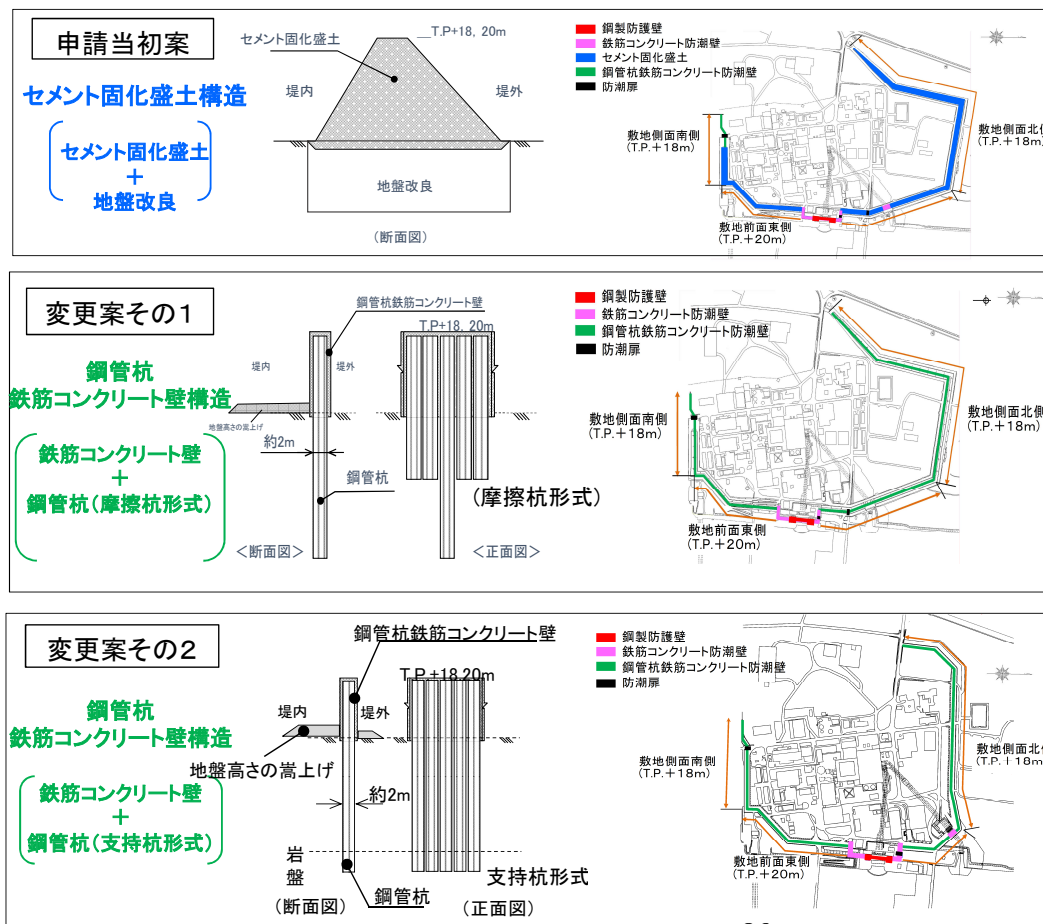 申請当初案
セメント固化盛土構造
セメント固化盛土
+
地盤改良
セメント固化盛土
T.P+18, 20m
堤内
堤外
地盤改良
(断面図)
鋼製防護壁
鉄筋コンクリート防潮壁
セメント固化盛土
鋼管杭鉄筋コンクリート防潮壁
防潮扉
敷地側面南側
(T.P.+18m)
敷地側面北側
(T.P.+18m)
敷地前面東側
(T.P.+20m)
変更案その1
鋼管杭
鉄筋コンクリート壁構造
鉄筋コンクリート壁
+
鋼管杭(摩擦杭形式)
鋼管杭鉄筋コンクリート壁
T.P+18, 20m
堤内
堤外
地盤高さの嵩上げ
約2m
鋼管杭
(摩擦杭形式)
<断面図>
<正面図>
鋼製防護壁
鉄筋コンクリート防潮壁
鋼管杭鉄筋コンクリート防潮壁
防潮扉
敷地側面南側
(T.P.+18m)
敷地側面北側
(T.P.+18m)
敷地前面東側
(T.P.+20m)
変更案その2
鋼管杭
鉄筋コンクリート壁構造
鉄筋コンクリート壁
+
鋼管杭(支持杭形式)
鋼管杭鉄筋コンクリート壁
T.P.+18.20m
堤内
堤外
地盤高さの嵩上げ
約2m
岩盤
鋼管杭
支持杭形式
(断面図)
(正面図)
鋼製防護壁
鉄筋コンクリート防潮壁
鋼管杭鉄筋コンクリート防潮壁
防潮扉
敷地側面南側
(T.P.+18m)
敷地側面北
(T.P.+18m
敷地前面東側
(T.P.+20m)